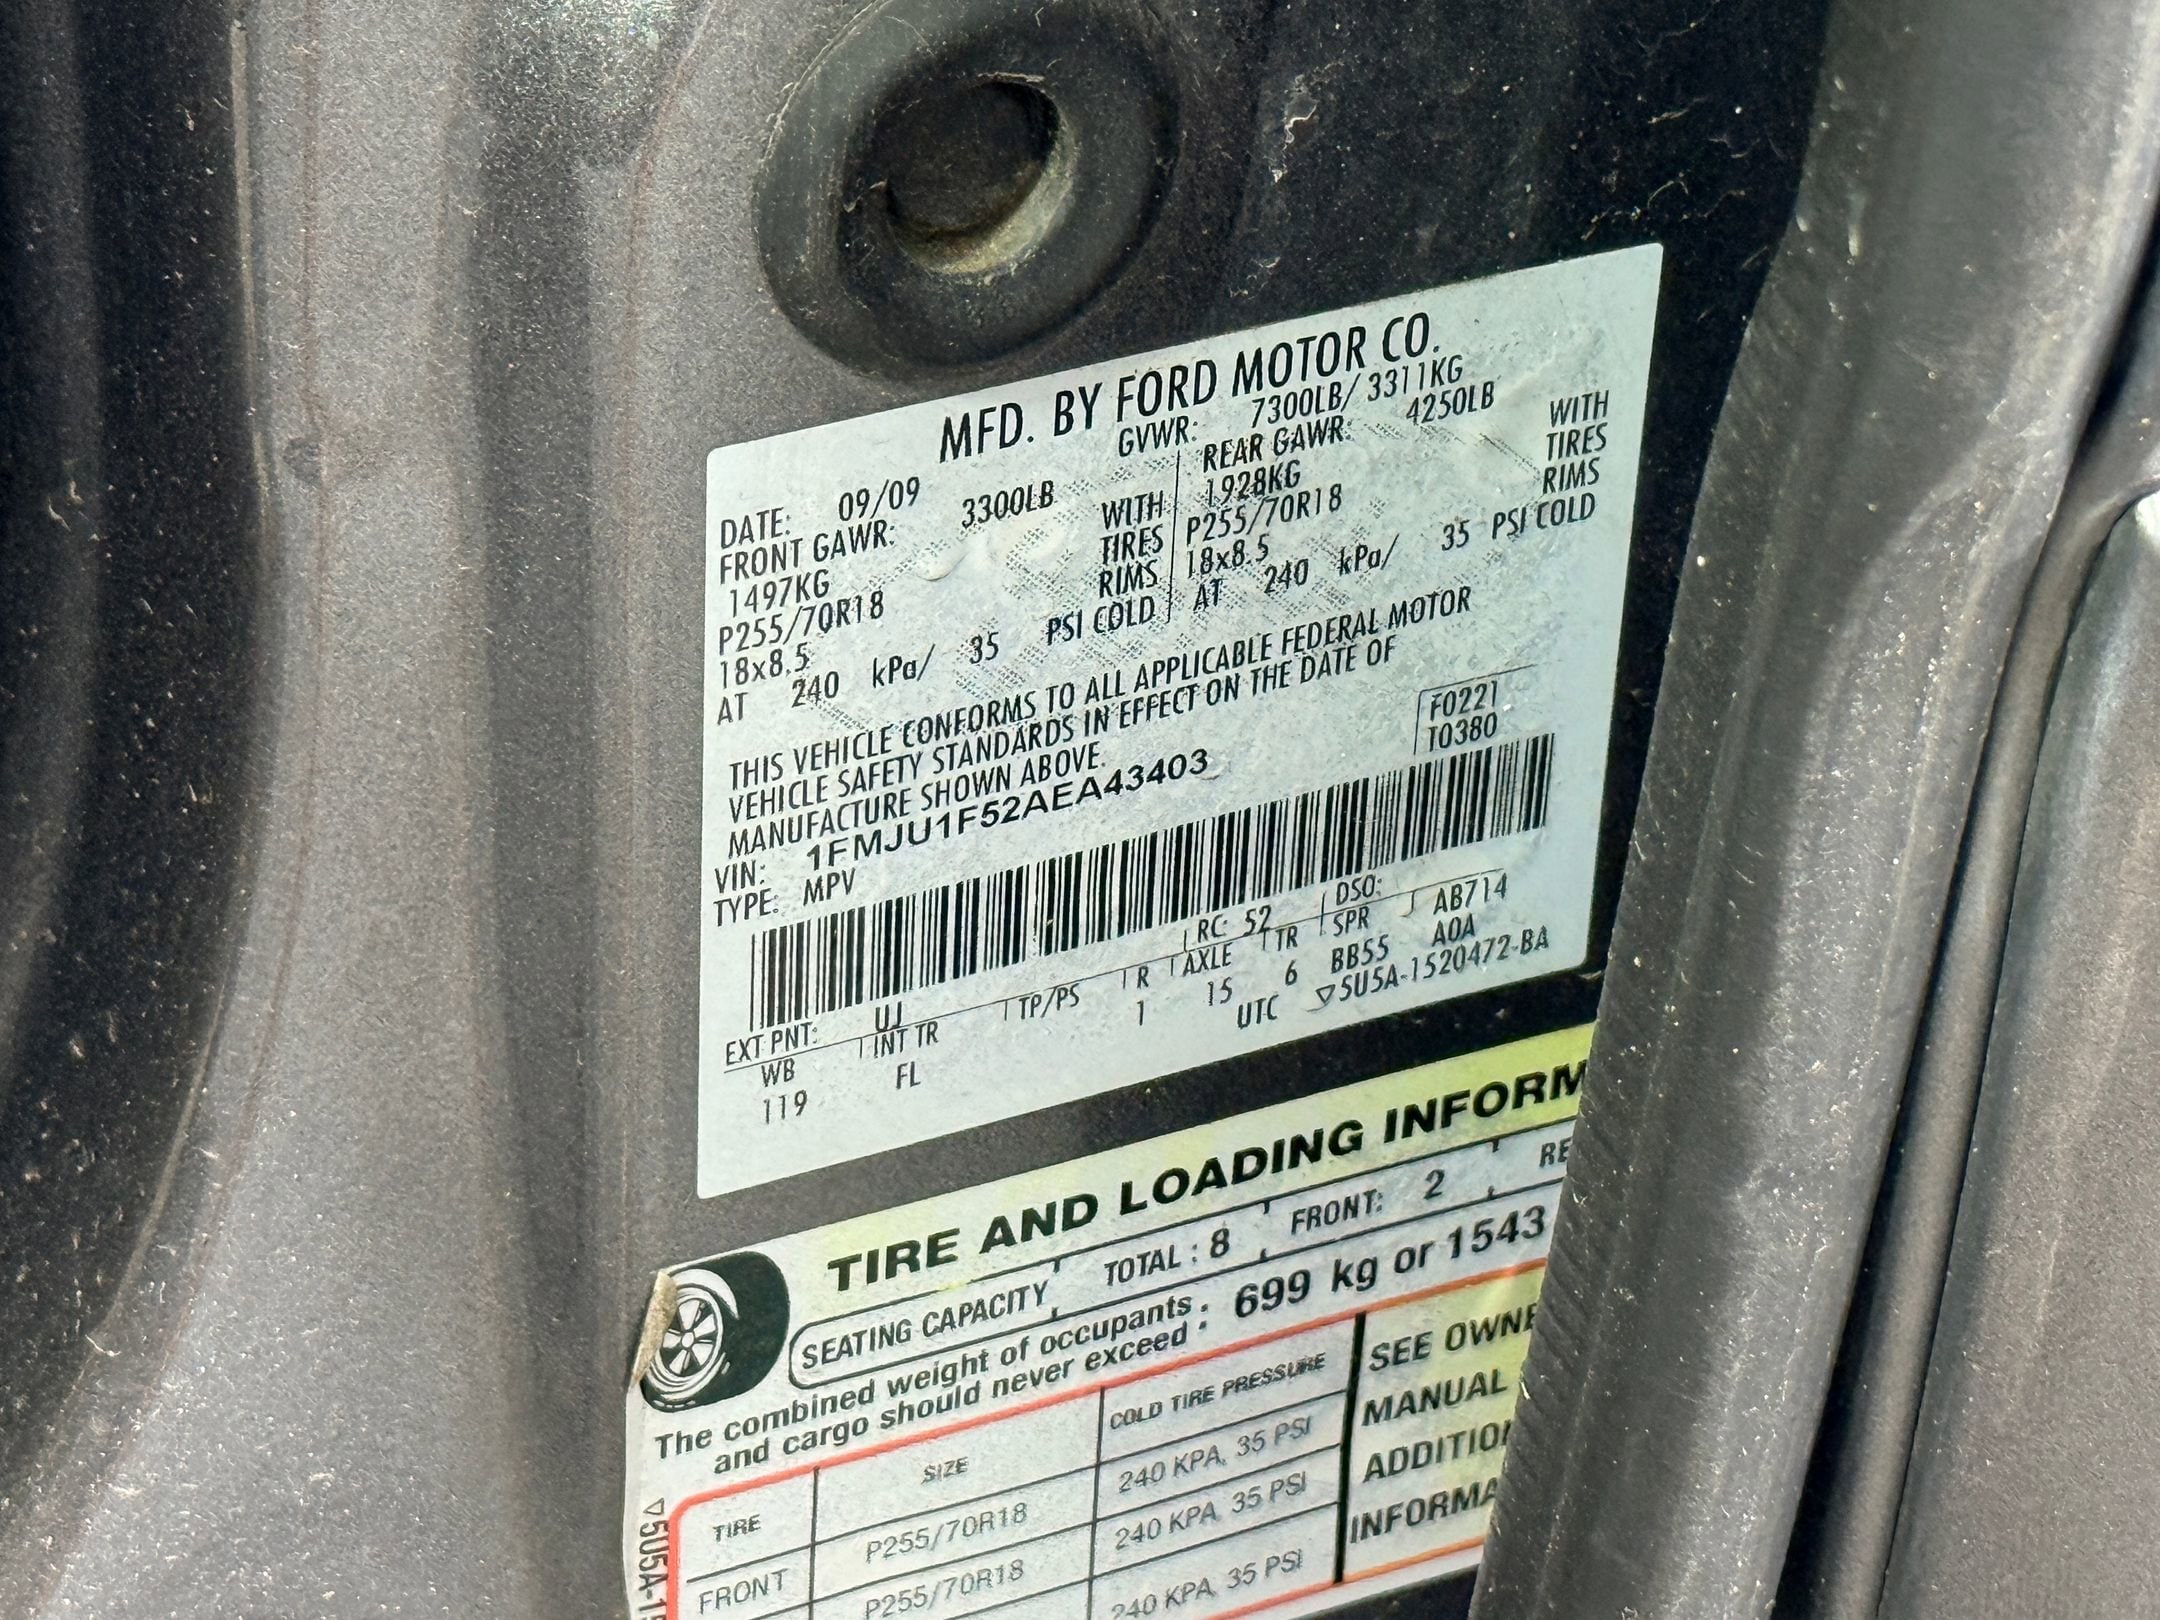 MFD. BY FORD MOTOR CO.
DATE: 09/09 GVWR: 7300LB/ 3311KG
FRONT GAWR: 3300LB REAR GAWR: 4250LB
1497KG WITH 1928KG WITH
P255/70R18 TIRES P255/70R18 TIRES
18x8.5 RIMS 18x8.5 RIMS
AT 240 kPa/ 35 PSI COLD AT 240 kPa/ 35 PSI COLD
THIS VEHICLE CONFORMS TO ALL APPLICABLE FEDERAL MOTOR
VEHICLE SAFETY STANDARDS IN EFFECT ON THE DATE OF
MANUFACTURE SHOWN ABOVE.
VIN: 1FMJU1F52AEA43403
TYPE: MPV
F0221
T0380
EXT PNT: UJ RC: 52 DSO:
WB INT TR TP/PS R AXLE TR SPR AB714
119 FL 1 15 6 BB55 A0A
UTC ▽5U5A-1520472-BA
TIRE AND LOADING INFORM
SEATING CAPACITY TOTAL : 8 FRONT: 2 RE
The combined weight of occupants
and cargo should never exceed : 699 kg or 1543
TIRE SIZE COLD TIRE PRESSURE
FRONT P255/70R18 240 KPA, 35 PSI
P255/70R18 240 KPA, 35 PSI
240 KPA, 35 PSI
SEE OWNE
MANUAL
ADDITIO
INFORMA
▽5U5A-15